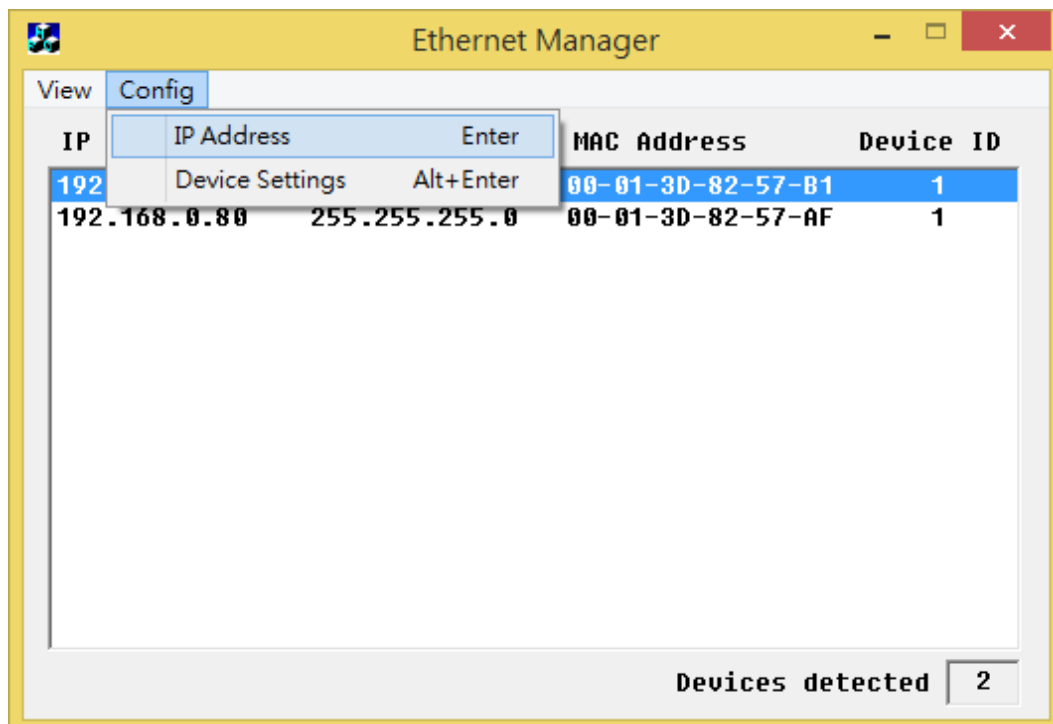 Ethernet Manager
View Config
IP Address Enter
Device Settings Alt+Enter
IP MAC Address Device ID
192 00-01-3D-82-57-B1 1
192.168.0.80 255.255.255.0 00-01-3D-82-57-AF 1
Devices detected 2